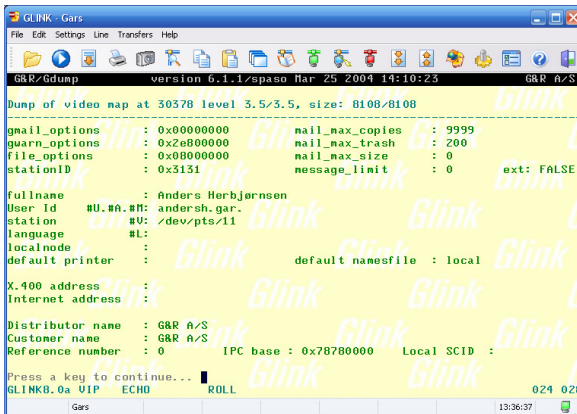 GLINK - Gars
File Edit Settings Line Transfers Help
G&R/Gdump version 6.1.1/spaso Mar 25 2004 14:10:23 G&R A/S
Dump of video map at 30378 level 3.5/3.5, size: 8108/8108
gmail_options : 0x00000000 mail_max_copies : 9999
guarn_options : 0x2e800000 mail_max_trash : 200
file_options : 0x08000000 mail_max_size : 0
stationID : 0x3131 message_limit : 0 ext: FALSE
fullname : Anders Herbjørnsen
User Id #U.#A.#M: andersh.gar.
station #V: /dev/pts/11
language #L:
localnode :
default printer : default namesfile : local
X.400 address :
Internet address :
Distributor name : G&R A/S
Customer name : G&R A/S
Reference number : 0 IPC base : 0x78780000 Local SCID :
Press a key to continue...
GLINK8.0a VIP ECHO ROLL 024 028
Gars 13:36:37